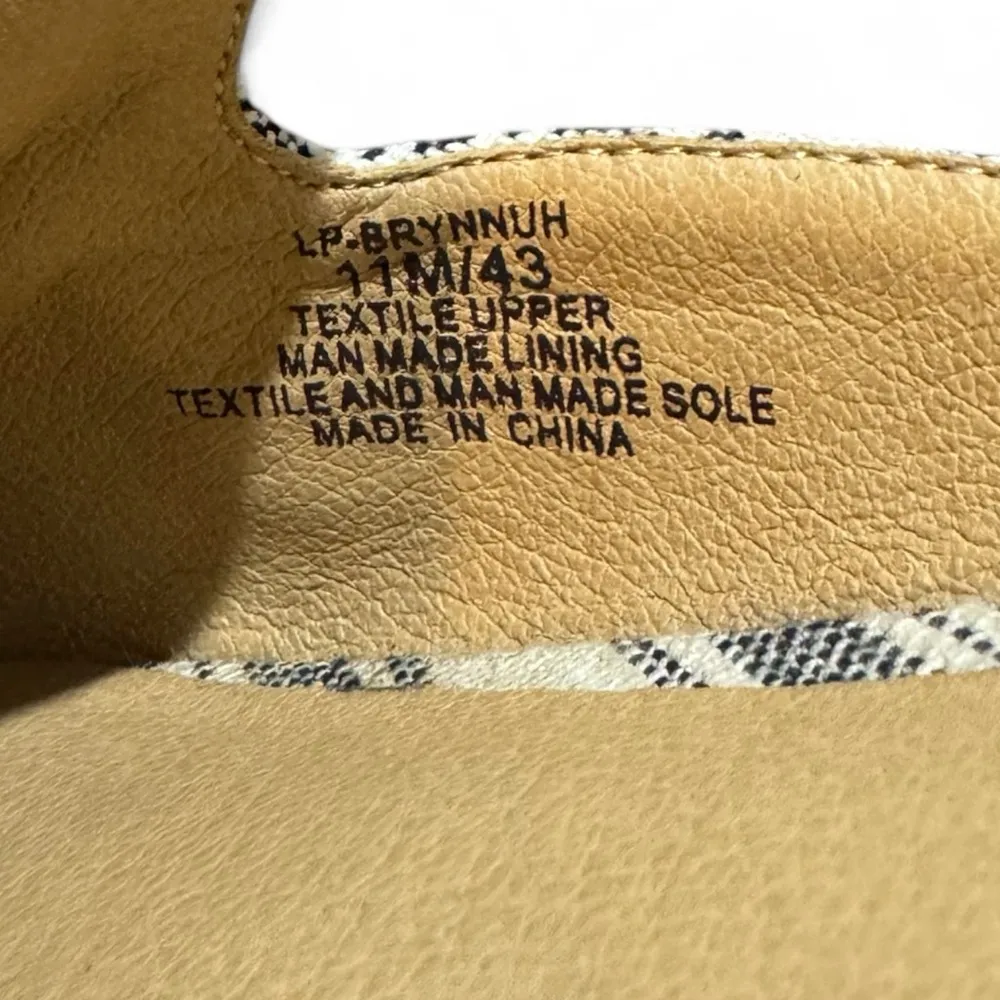 LP-BRYNNUH
11M/43
TEXTILE UPPER
MAN MADE LINING
TEXTILE AND MAN MADE SOLE
MADE IN CHINA